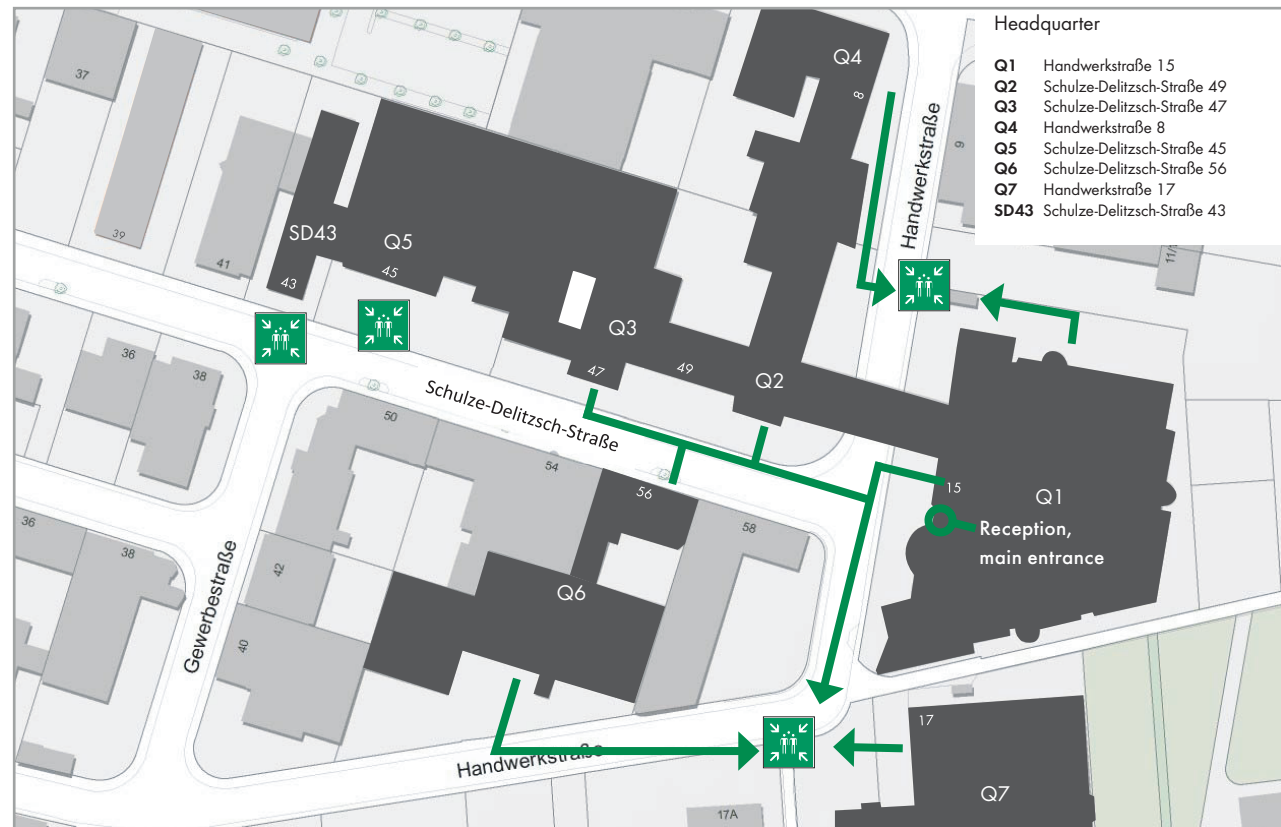 Headquarter
Q1 Handwerkstraße 15
Q2 Schulze-Delitzsch-Straße 49
Q3 Schulze-Delitzsch-Straße 47
Q4 Handwerkstraße 8
Q5 Schulze-Delitzsch-Straße 45
Q6 Schulze-Delitzsch-Straße 56
Q7 Handwerkstraße 17
SD43 Schulze-Delitzsch-Straße 43
Q4
8
37
9
Handwerkstraße
39
41
SD43
43
Q5
45
Q3
47
49
Q2
36
38
Schulze-Delitzsch-Straße
50
54
56
58
15
Q1
Reception,
main entrance
36
38
42
40
Gewerbestraße
Q6
Handwerkstraße
17
Q7
17A